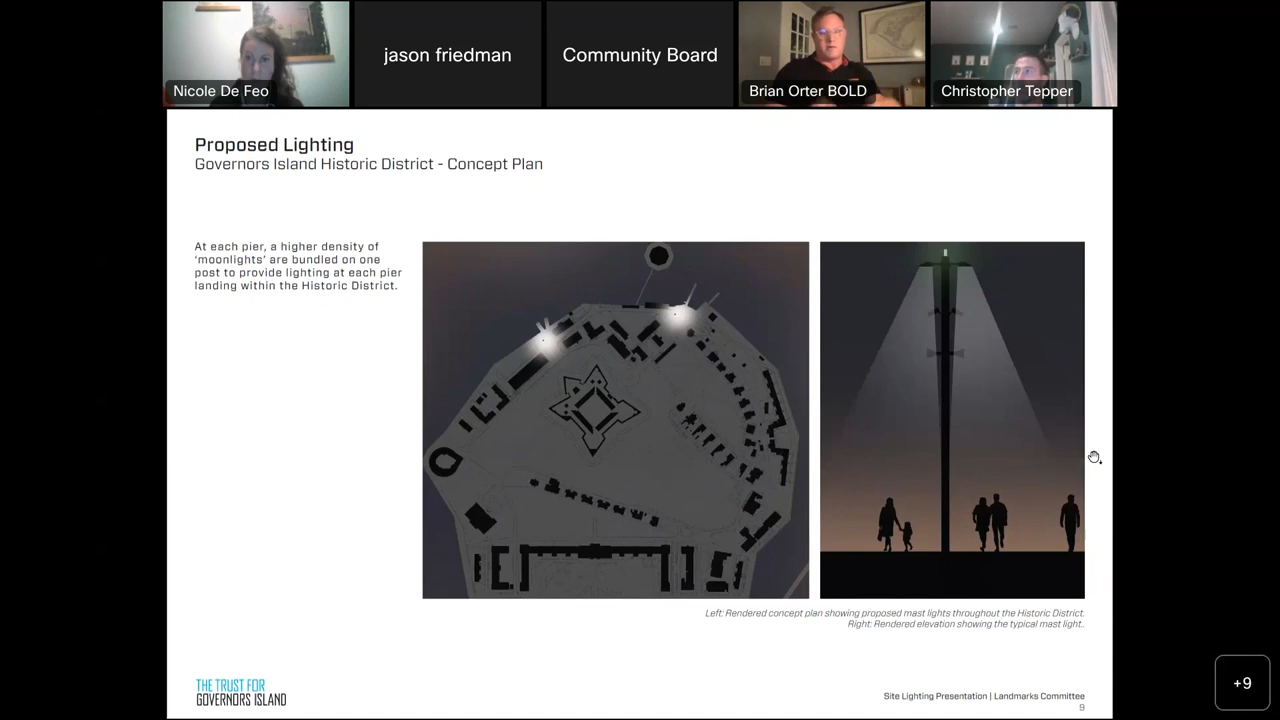 Nicole De Feo
jason friedman
Community Board
Brian Orter BOLD
Christopher Tepper
Proposed Lighting
Governors Island Historic District - Concept Plan
At each pier, a higher density of
‘moonlights’ are bundled on one
post to provide lighting at each pier
landing within the Historic District.
Left: Rendered concept plan showing proposed mast lights throughout the Historic District.
Right: Rendered elevation showing the typical mast light..
THE TRUST FOR
GOVERNORS ISLAND
Site Lighting Presentation | Landmarks Committee
9
+9